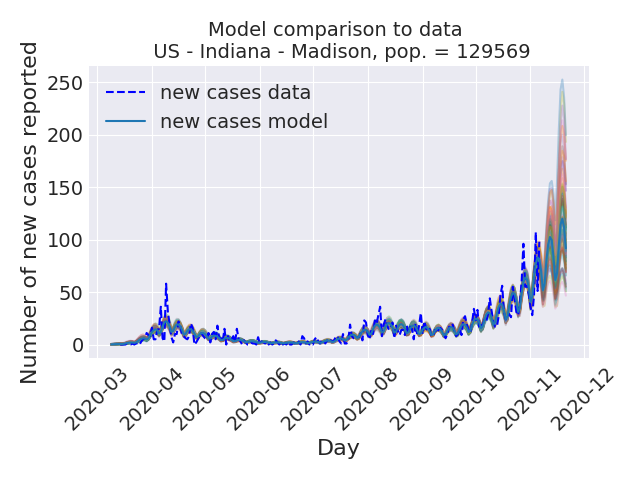 Model comparison to data
US - Indiana - Madison, pop. = 129569
Number of new cases reported
250
200
150
100
50
0
new cases data
new cases model
2020-03
2020-04
2020-05
2020-06
2020-07
2020-08
2020-09
2020-10
2020-11
2020-12
Day